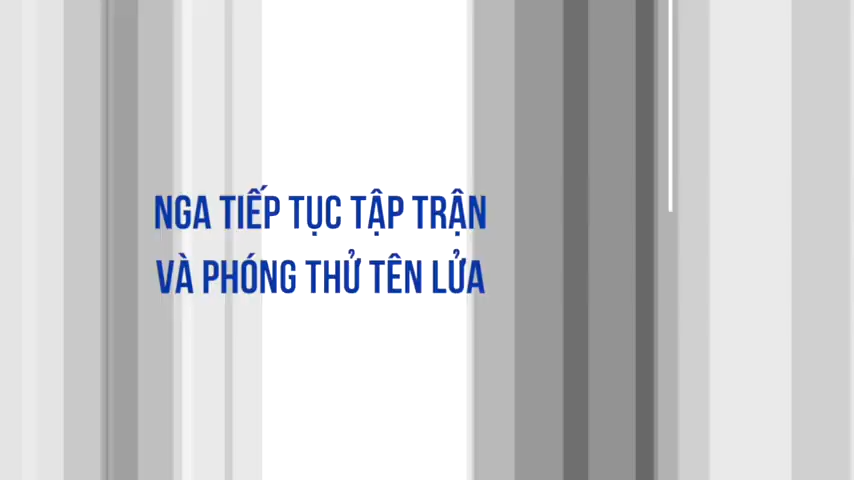 NGA TIẾP TỤC TẬP TRẬN
VÀ PHÓNG THỬ TÊN LỬA